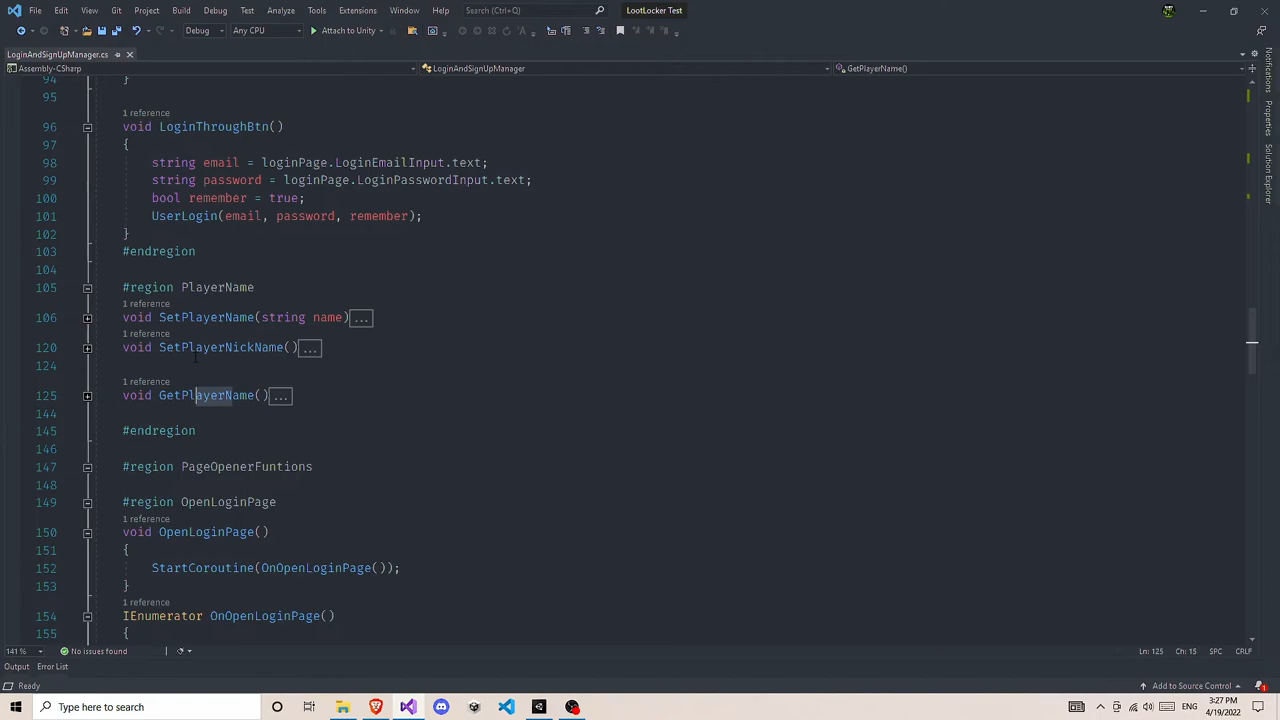 File Edit View Git Project Build Debug Test Analyze Tools Extensions Window Help Search (Ctrl+Q) LootLocker Test
Debug Any CPU Attach to Unity
LoginAndSignUpManager.cs
Assembly-CSharp LoginAndSignUpManager GetPlayerName()
94 }
95
1 reference
96 void LoginThroughBtn()
97 {
98 string email = loginPage.LoginEmailInput.text;
99 string password = loginPage.LoginPasswordInput.text;
100 bool remember = true;
101 UserLogin(email, password, remember);
102 }
103 #endregion
104
105 #region PlayerName
1 reference
106 void SetPlayerName(string name)...
1 reference
120 void SetPlayerNickName()...
124
1 reference
125 void GetPlayerName()...
144
145 #endregion
146
147 #region PageOpenerFuntions
148
149 #region OpenLoginPage
1 reference
150 void OpenLoginPage()
151 {
152 StartCoroutine(OnOpenLoginPage());
153 }
1 reference
154 IEnumerator OnOpenLoginPage()
155 {
141 % No issues found Ln: 125 Ch: 15 SPC CRLF
Output Error List
Ready Add to Source Control 1
Type here to search ENG 3:27 PM
4/19/2022
Notifications
Properties
Solution Explorer